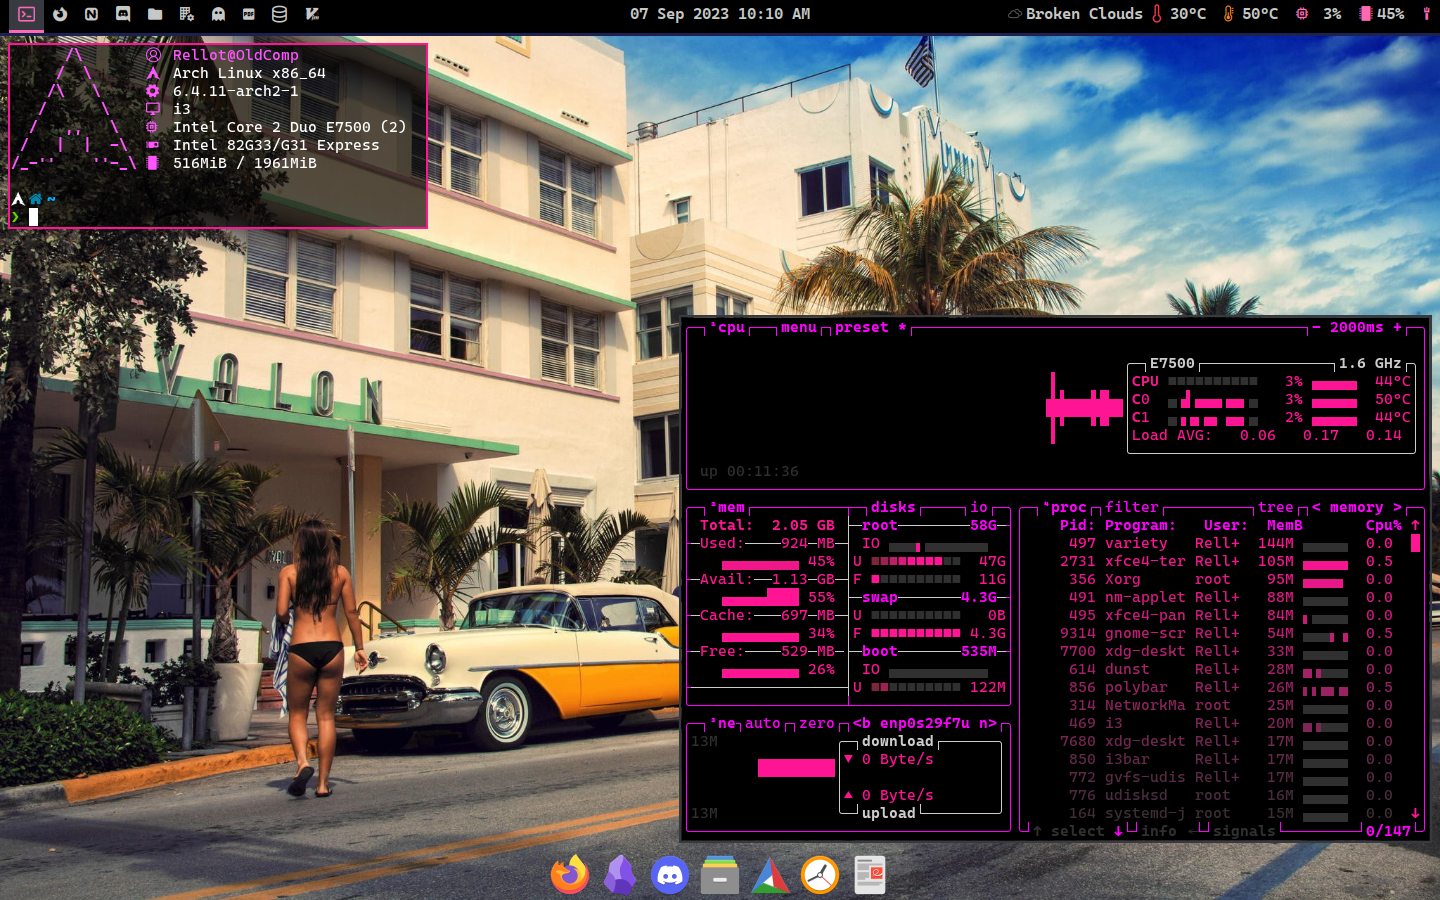 07 Sep 2023 10:10 AM
Broken Clouds 30°C 50°C 3% 45%
Rellot@OldComp
Arch Linux x86_64
6.4.11-arch2-1
i3
Intel Core 2 Duo E7500 (2)
Intel 82G33/G31 Express
516MiB / 1961MiB
~
❯
VALON
¹cpu menu preset * - 2000ms +
E7500 1.6 GHz
CPU 3% 44°C
C0 3% 50°C
C1 2% 44°C
Load AVG: 0.06 0.17 0.14
up 00:11:36
²mem disks io
Total: 2.05 GB
Used: 924 MB
45%
Avail: 1.13 GB
55%
Cache: 697 MB
34%
Free: 529 MB
26%
root 58G
IO
U 47G
F 11G
swap 4.3G
U 0B
F 4.3G
boot 535M
IO
U 122M
³ne auto zero <b enp0s29f7u n>
13M
download
▼ 0 Byte/s
▲ 0 Byte/s
upload
13M
⁴proc filter tree < memory >
Pid: Program: User: MemB Cpu% ↑
497 variety Rell+ 144M 0.0
2731 xfce4-ter Rell+ 105M 0.5
356 Xorg root 95M 0.0
491 nm-applet Rell+ 88M 0.0
495 xfce4-pan Rell+ 84M 0.0
9314 gnome-scr Rell+ 54M 0.5
7700 xdg-deskt Rell+ 33M 0.0
614 dunst Rell+ 28M 0.0
856 polybar Rell+ 26M 0.5
314 NetworkMa root 25M 0.0
469 i3 Rell+ 20M 0.0
7680 xdg-deskt Rell+ 17M 0.0
850 i3bar Rell+ 17M 0.0
772 gvfs-udis Rell+ 17M 0.0
776 udisksd root 16M 0.0
164 systemd-j root 15M 0.0 ↓
↑ select ↓ info signals 0/147